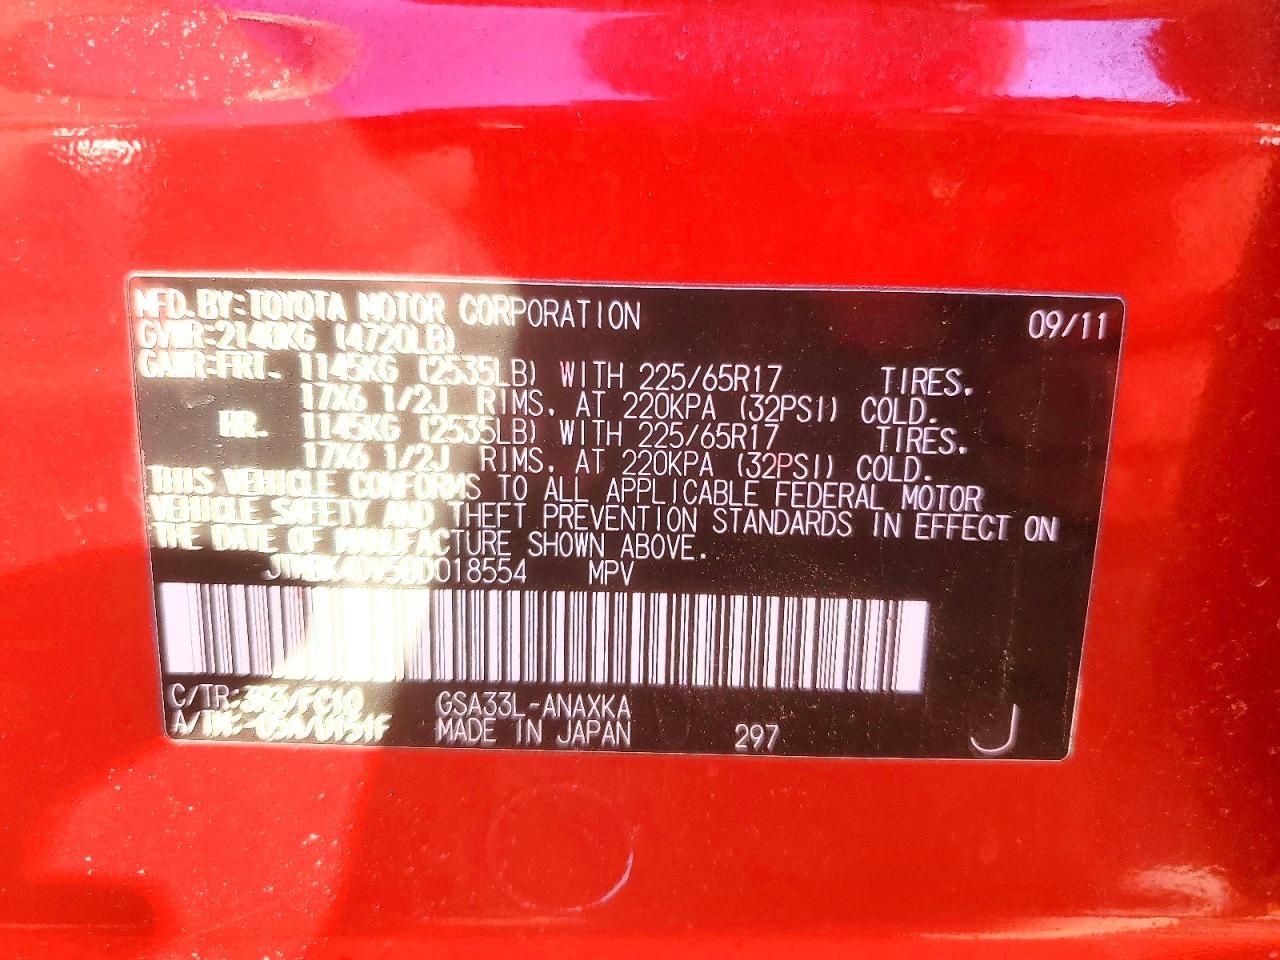 MFD. BY: TOYOTA MOTOR CORPORATION 09/11
GVWR-2140KG (4720LB)
GAWR-FRT. 1145KG (2535LB) WITH 225/65R17 TIRES.
17X6 1/2J RIMS. AT 220KPA (32PSI) COLD.
RR. 1145KG (2535LB) WITH 225/65R17 TIRES.
17X6 1/2J RIMS. AT 220KPA (32PSI) COLD.
THIS VEHICLE CONFORMS TO ALL APPLICABLE FEDERAL MOTOR
VEHICLE SAFETY AND THEFT PREVENTION STANDARDS IN EFFECT ON
THE DATE OF MANUFACTURE SHOWN ABOVE.
MPV
C/TR:3R3/FC10 GSA33L-ANAXKA
MADE IN JAPAN 297 J